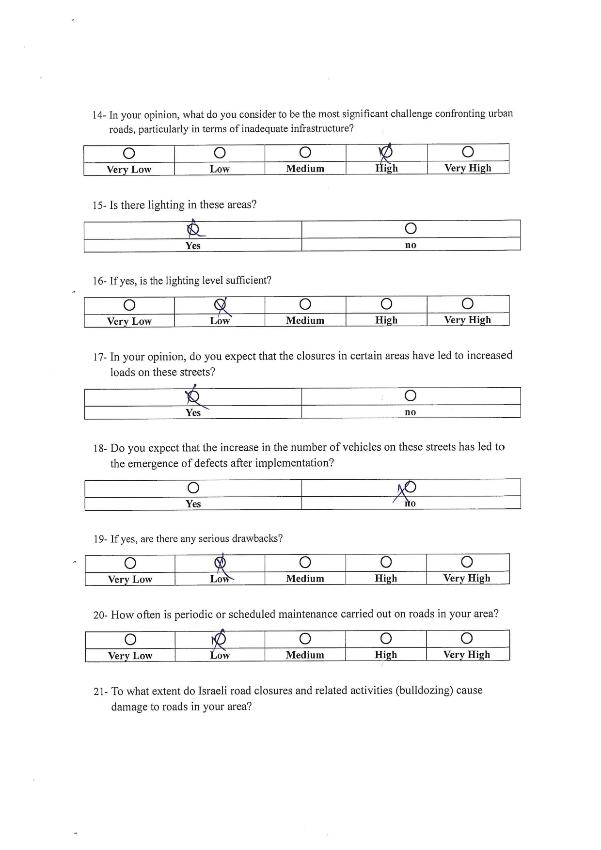 14- In your opinion, what do you consider to be the most significant challenge confronting urban
roads, particularly in terms of inadequate infrastructure?
Very Low Low Medium High Very High
15- Is there lighting in these areas?
Yes no
16- If yes, is the lighting level sufficient?
Very Low Low Medium High Very High
17- In your opinion, do you expect that the closures in certain areas have led to increased
loads on these streets?
Yes no
18- Do you expect that the increase in the number of vehicles on these streets has led to
the emergence of defects after implementation?
Yes no
19- If yes, are there any serious drawbacks?
Very Low Low Medium High Very High
20- How often is periodic or scheduled maintenance carried out on roads in your area?
Very Low Low Medium High Very High
21- To what extent do Israeli road closures and related activities (bulldozing) cause
damage to roads in your area?